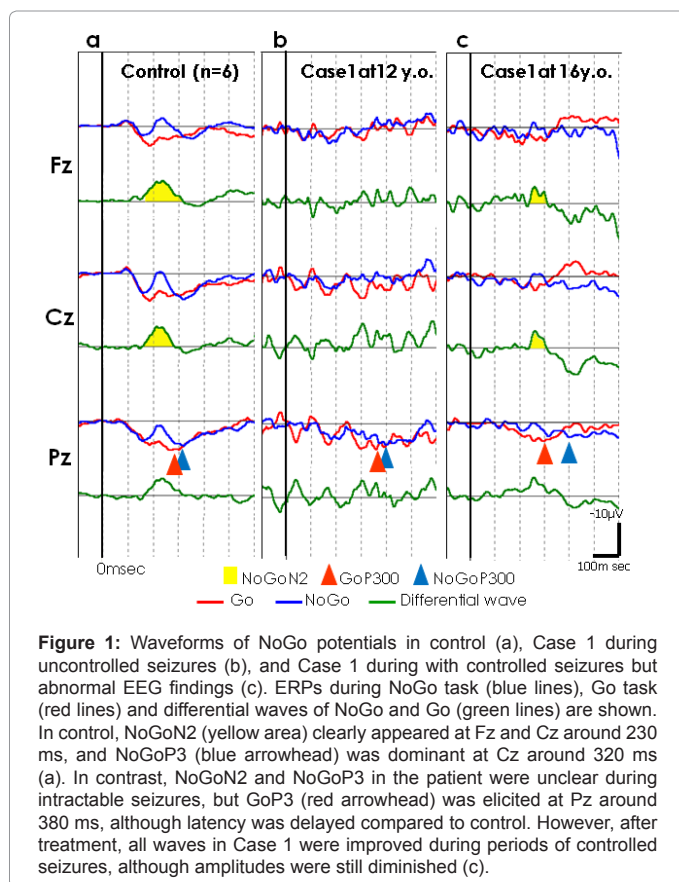 a
b
c
Control (n=6)
Case1at12 y.o.
Case1at 16y.o.
Fz
Cz
Pz
-10μV
0msec
100m sec
NoGoN2 GoP300 NoGoP300
Go NoGo Differential wave
Figure 1: Waveforms of NoGo potentials in control (a), Case 1 during
uncontrolled seizures (b), and Case 1 during with controlled seizures but
abnormal EEG findings (c). ERPs during NoGo task (blue lines), Go task
(red lines) and differential waves of NoGo and Go (green lines) are shown.
In control, NoGoN2 (yellow area) clearly appeared at Fz and Cz around 230
ms, and NoGoP3 (blue arrowhead) was dominant at Cz around 320 ms
(a). In contrast, NoGoN2 and NoGoP3 in the patient were unclear during
intractable seizures, but GoP3 (red arrowhead) was elicited at Pz around
380 ms, although latency was delayed compared to control. However, after
treatment, all waves in Case 1 were improved during periods of controlled
seizures, although amplitudes were still diminished (c).